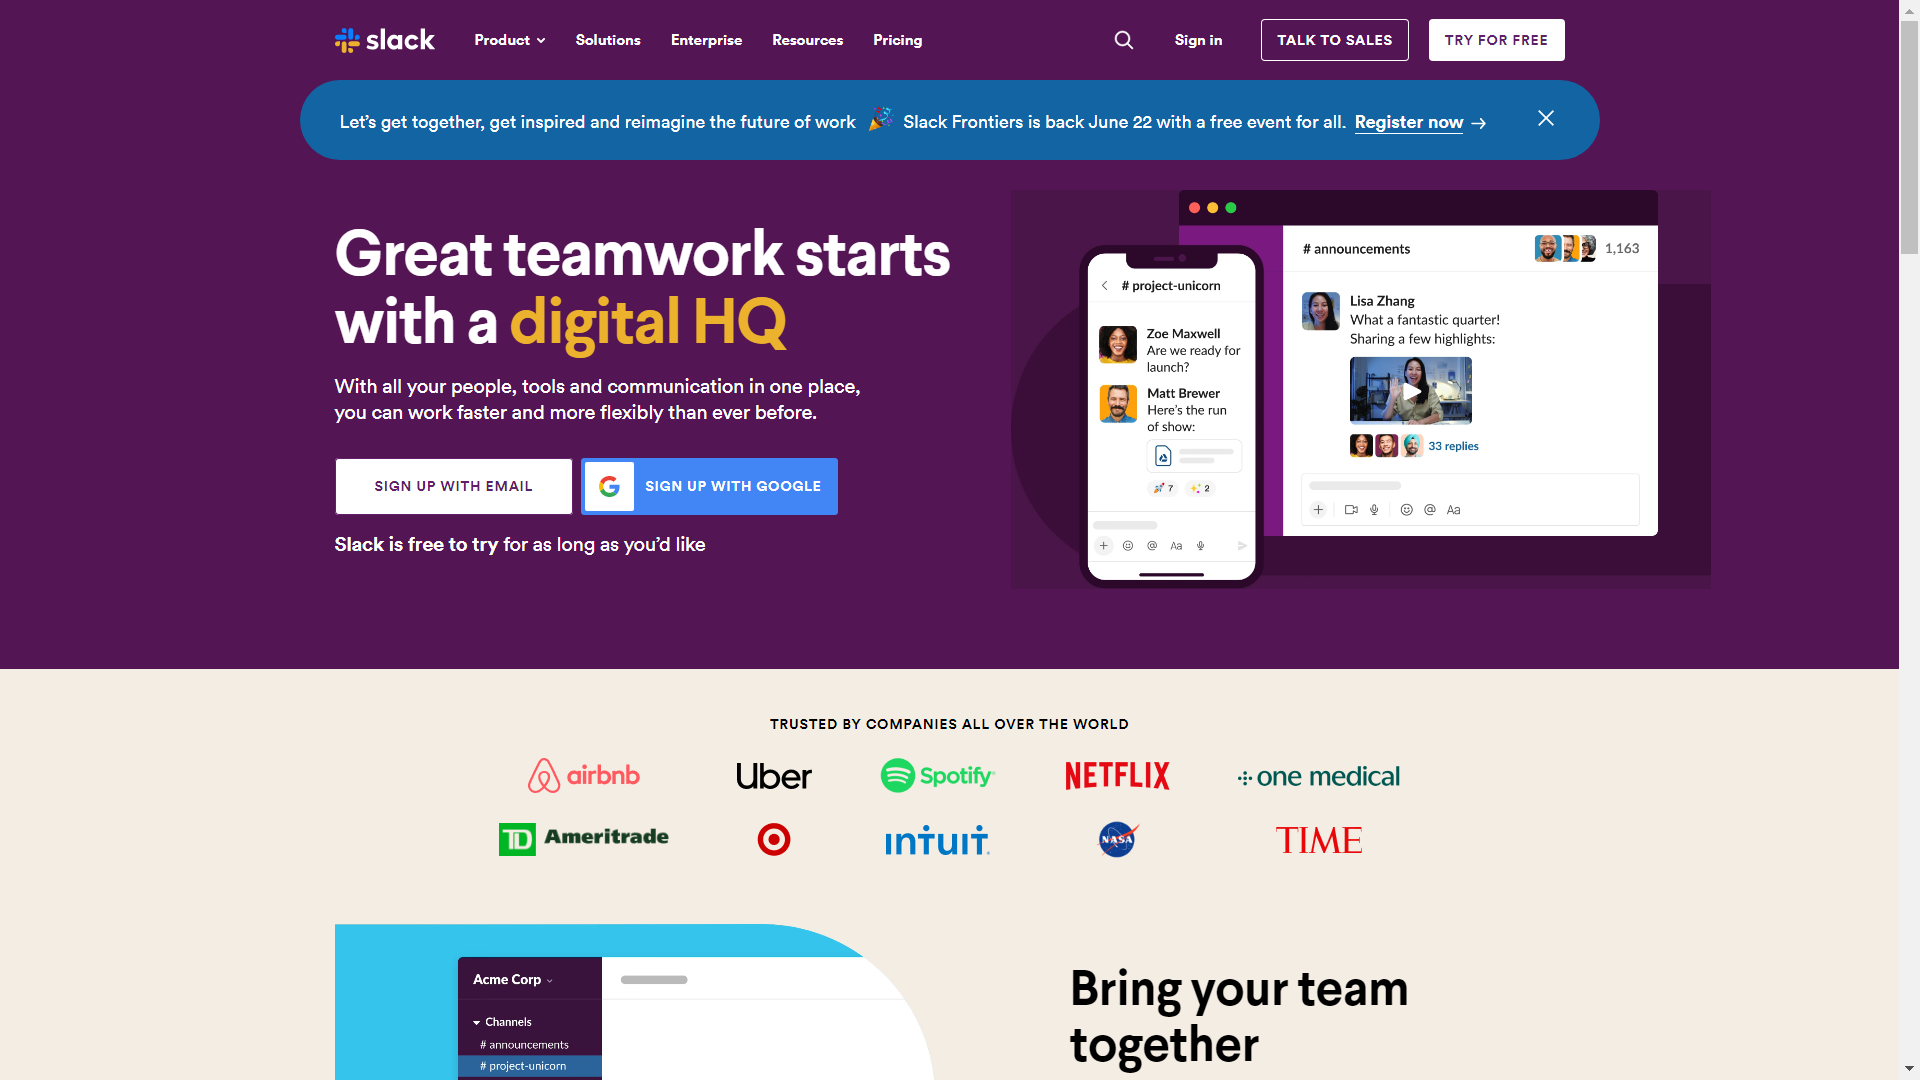 slack
Product
Solutions
Enterprise
Resources
Pricing
Sign in
TALK TO SALES
TRY FOR FREE
Let’s get together, get inspired and reimagine the future of work 🎉 Slack Frontiers is back June 22 with a free event for all. Register now →
Great teamwork starts
with a digital HQ
With all your people, tools and communication in one place,
you can work faster and more flexibly than ever before.
SIGN UP WITH EMAIL
SIGN UP WITH GOOGLE
Slack is free to try for as long as you’d like
# project-unicorn
Zoe Maxwell
Are we ready for
launch?
Matt Brewer
Here’s the run
of show:
7
2
@
Aa
# announcements
1,163
Lisa Zhang
What a fantastic quarter!
Sharing a few highlights:
33 replies
@
Aa
TRUSTED BY COMPANIES ALL OVER THE WORLD
airbnb
Uber
Spotify
NETFLIX
one medical
TD Ameritrade
intuit
NASA
TIME
Acme Corp
Channels
# announcements
# project-unicorn
Bring your team
together